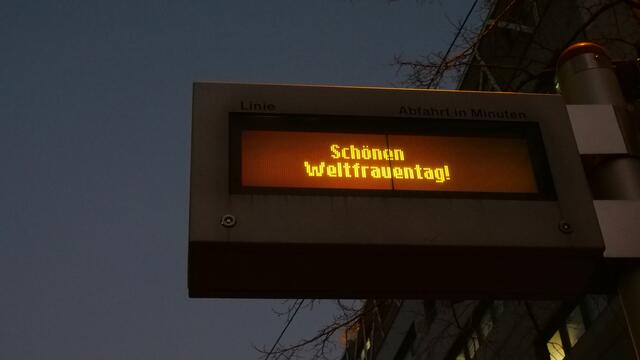 Linie Abfahrt in Minuten
Schönen
Weltfrauentag!